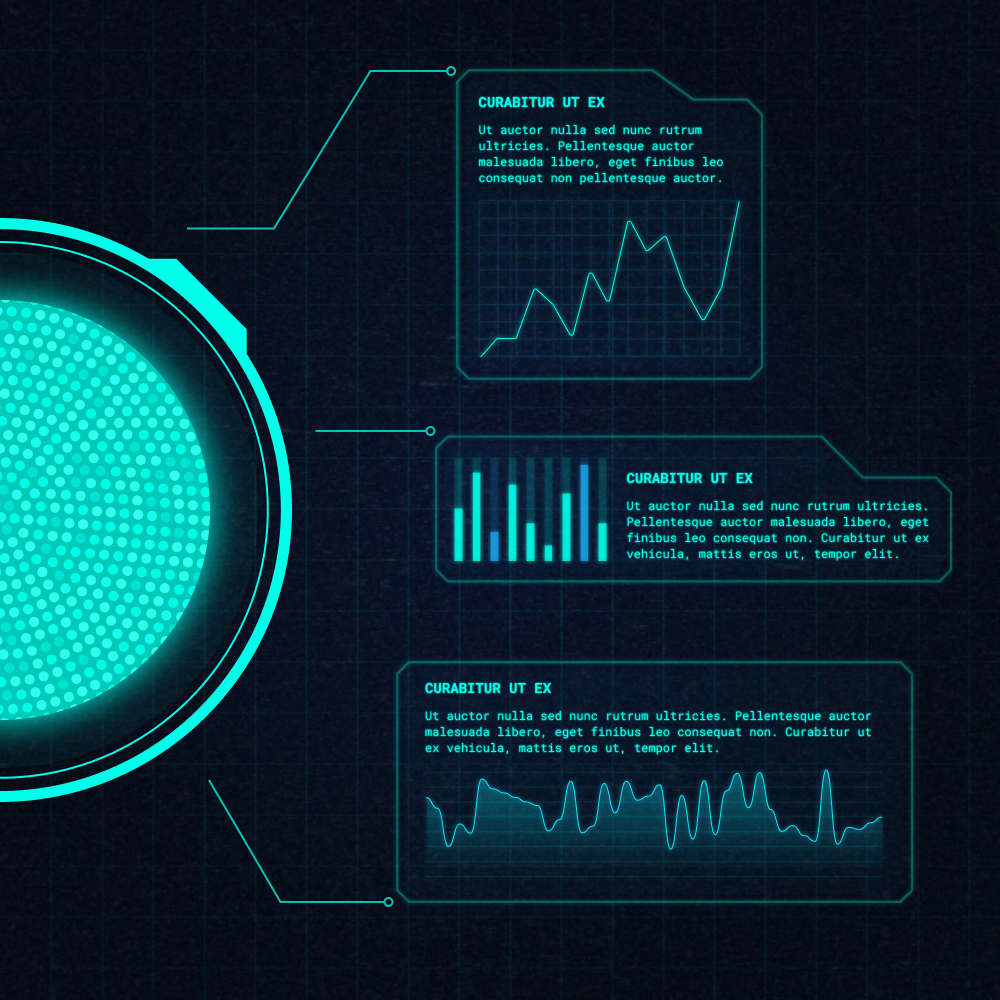 CURABITUR UT EX
Ut auctor nulla sed nunc rutrum
ultricies. Pellentesque auctor
malesuada libero, eget finibus leo
consequat non pellentesque auctor.
CURABITUR UT EX
Ut auctor nulla sed nunc rutrum ultricies.
Pellentesque auctor malesuada libero, eget
finibus leo consequat non. Curabitur ut ex
vehicula, mattis eros ut, tempor elit.
CURABITUR UT EX
Ut auctor nulla sed nunc rutrum ultricies. Pellentesque auctor
malesuada libero, eget finibus leo consequat non. Curabitur ut
ex vehicula, mattis eros ut, tempor elit.